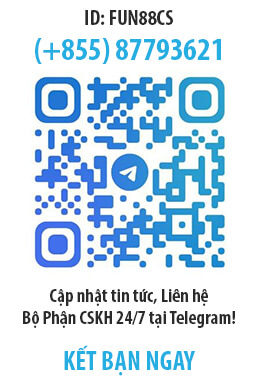 ID: FUN88CS
(+855) 87793621
Cập nhật tin tức, Liên hệ
Bộ Phận CSKH 24/7 tại Telegram!
KẾT BẠN NGAY